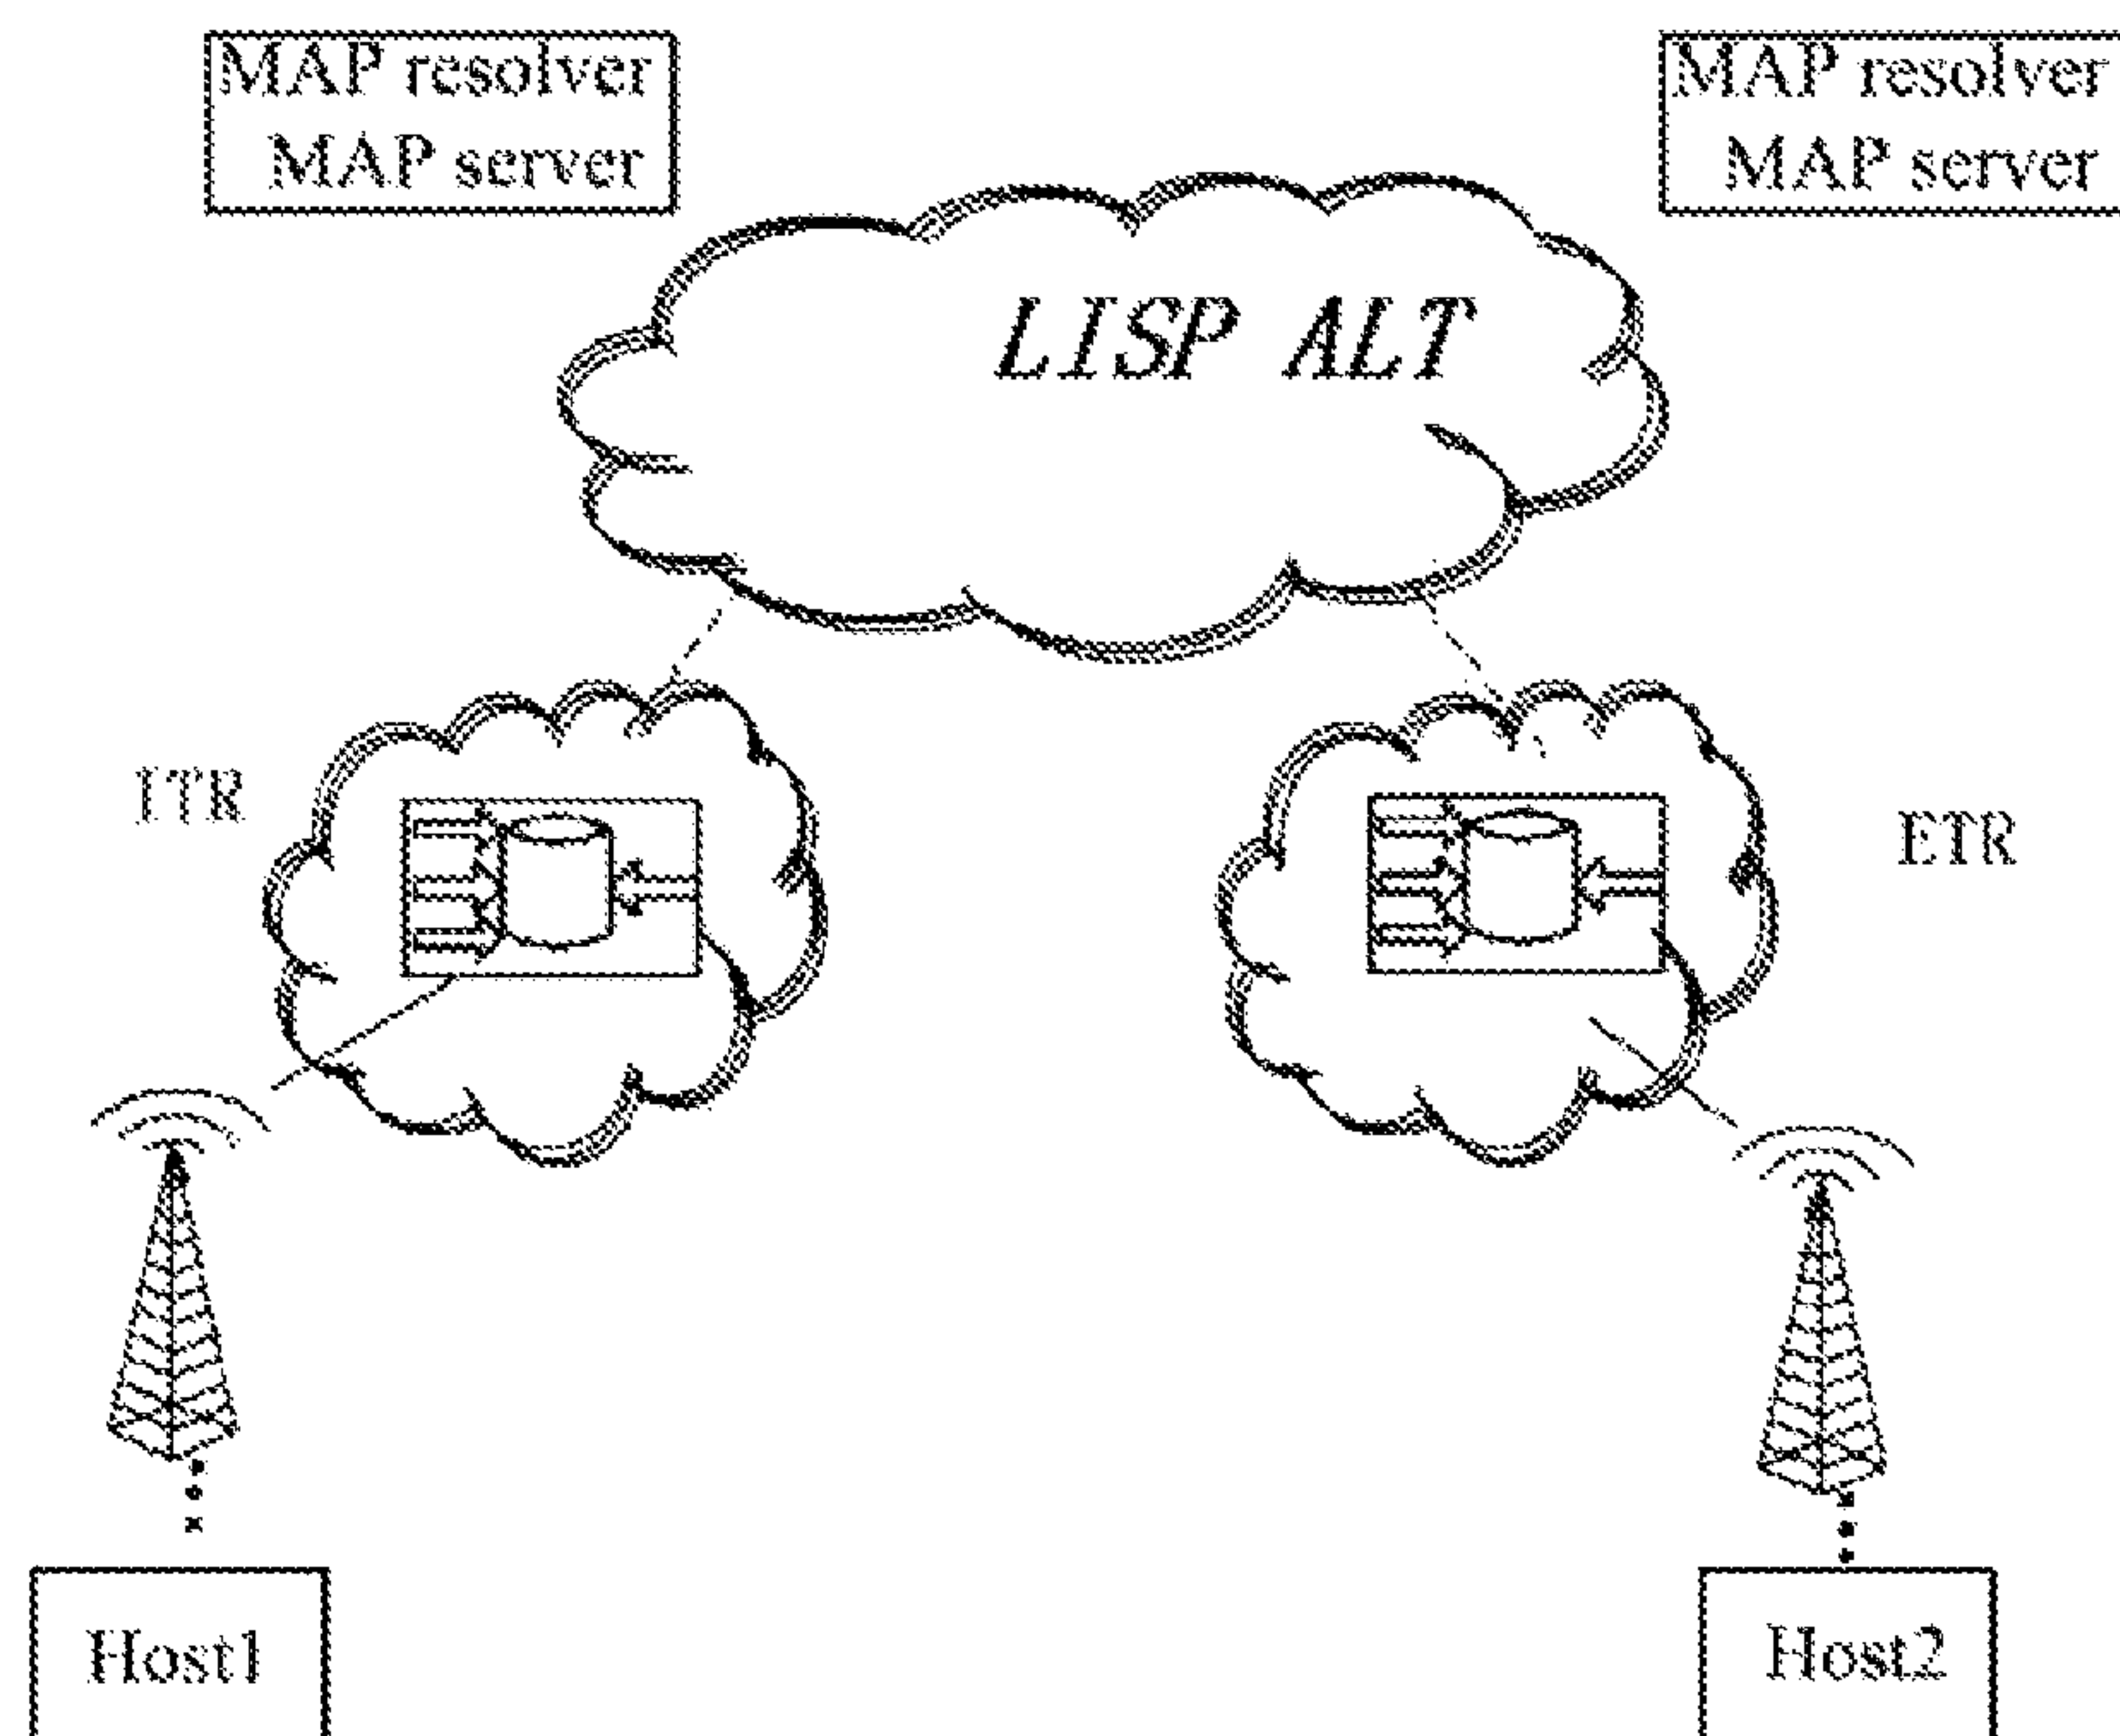 MAP resolver
MAP server
MAP resolver
MAP server
LISP ALT
ITR
ETR
Host1
Host2